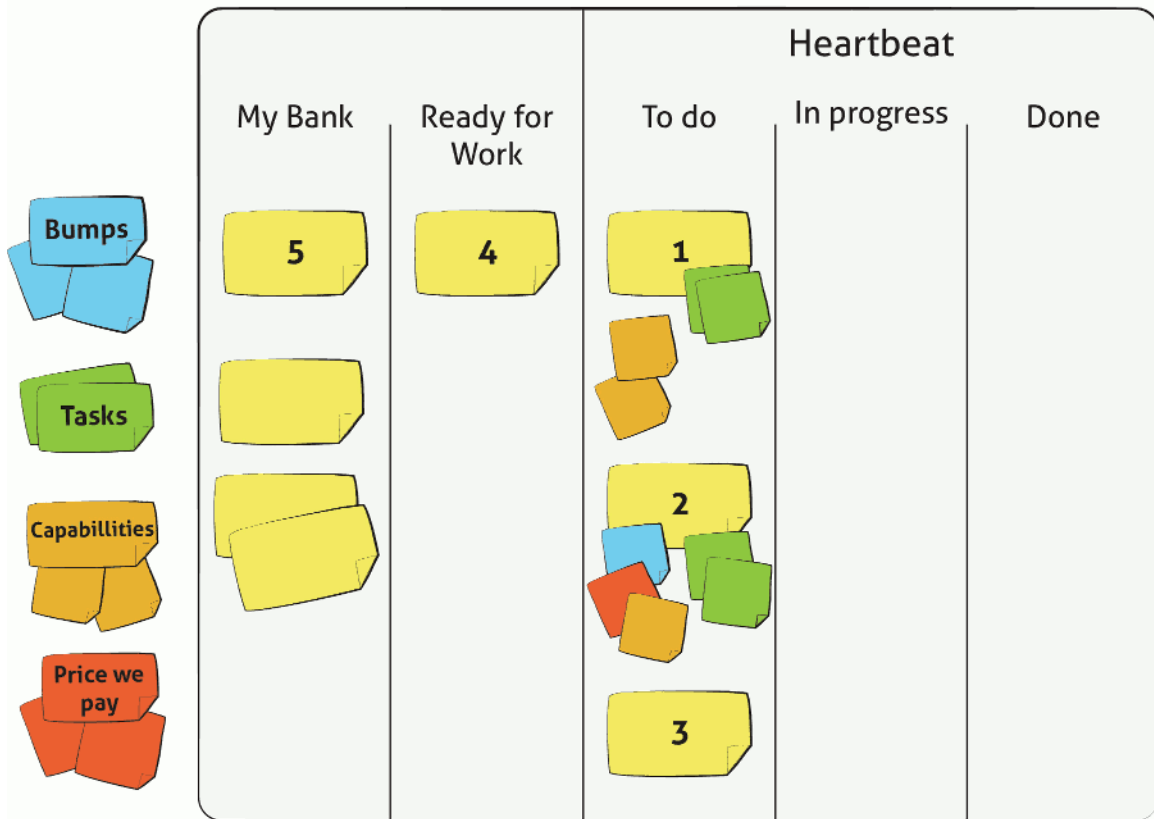 Heartbeat
My Bank
Ready for
Work
To do
In progress
Done
Bumps
5
4
1
Tasks
2
Capabillities
Price we
pay
3